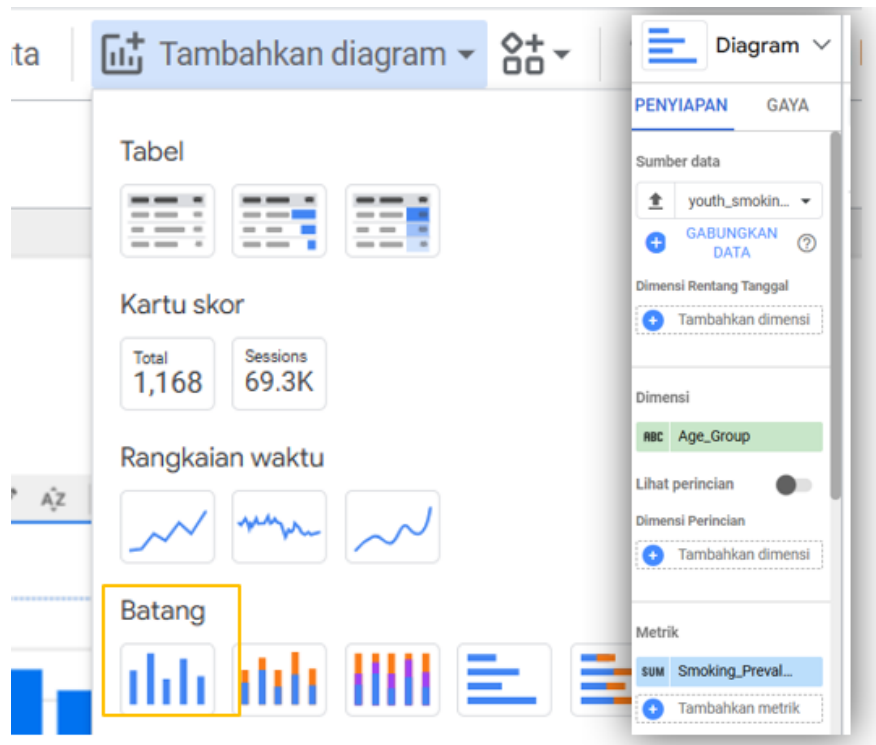 ta
Tambahkan diagram
Tabel
Kartu skor
Total
1,168
Sessions
69.3K
Rangkaian waktu
AZ
Batang
Diagram
PENYIAPAN
GAYA
Sumber data
youth_smokin...
GABUNGKAN
DATA
Dimensi Rentang Tanggal
Tambahkan dimensi
Dimensi
ABC Age_Group
Lihat perincian
Dimensi Perincian
Tambahkan dimensi
Metrik
SUM Smoking_Preval...
Tambahkan metrik